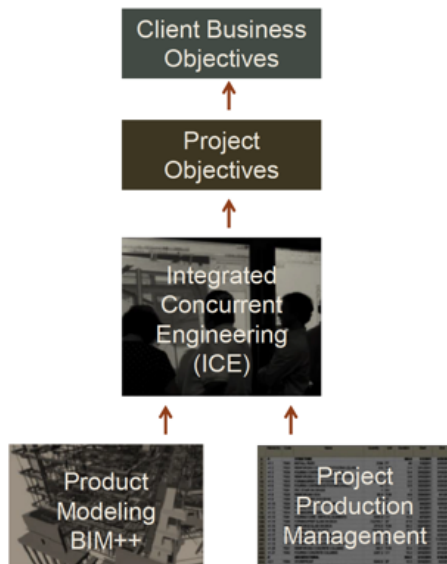 Client Business
Objectives
Project
Objectives
Integrated
Concurrent
Engineering
(ICE)
Product
Modeling
BIM++
Project
Production
Management